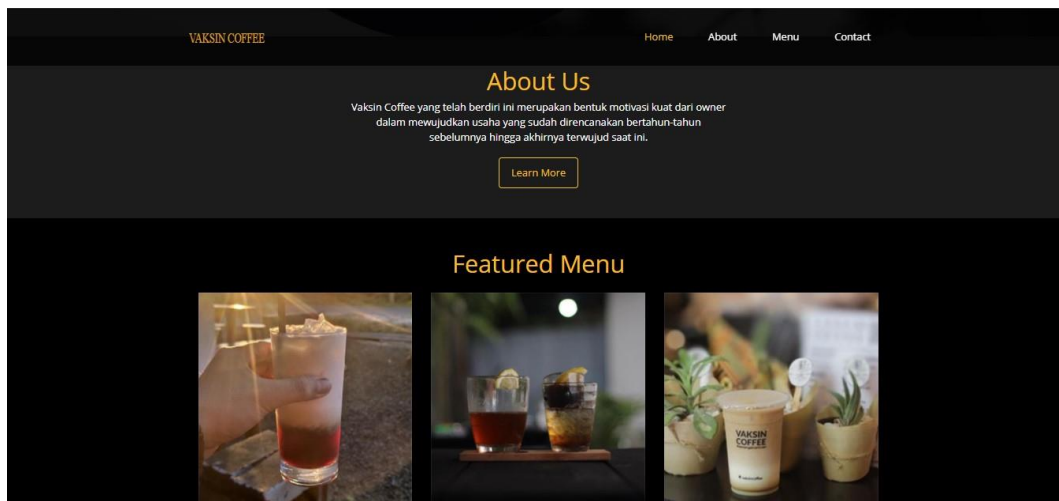 VAKSIN COFFEE
Home About Menu Contact
About Us
Vaksin Coffee yang telah berdiri ini merupakan bentuk motivasi kuat dari owner
dalam mewujudkan usaha yang sudah direncanakan bertahun-tahun
sebelumnya hingga akhirnya terwujud saat ini.
Learn More
Featured Menu
VAKSIN
COFFEE